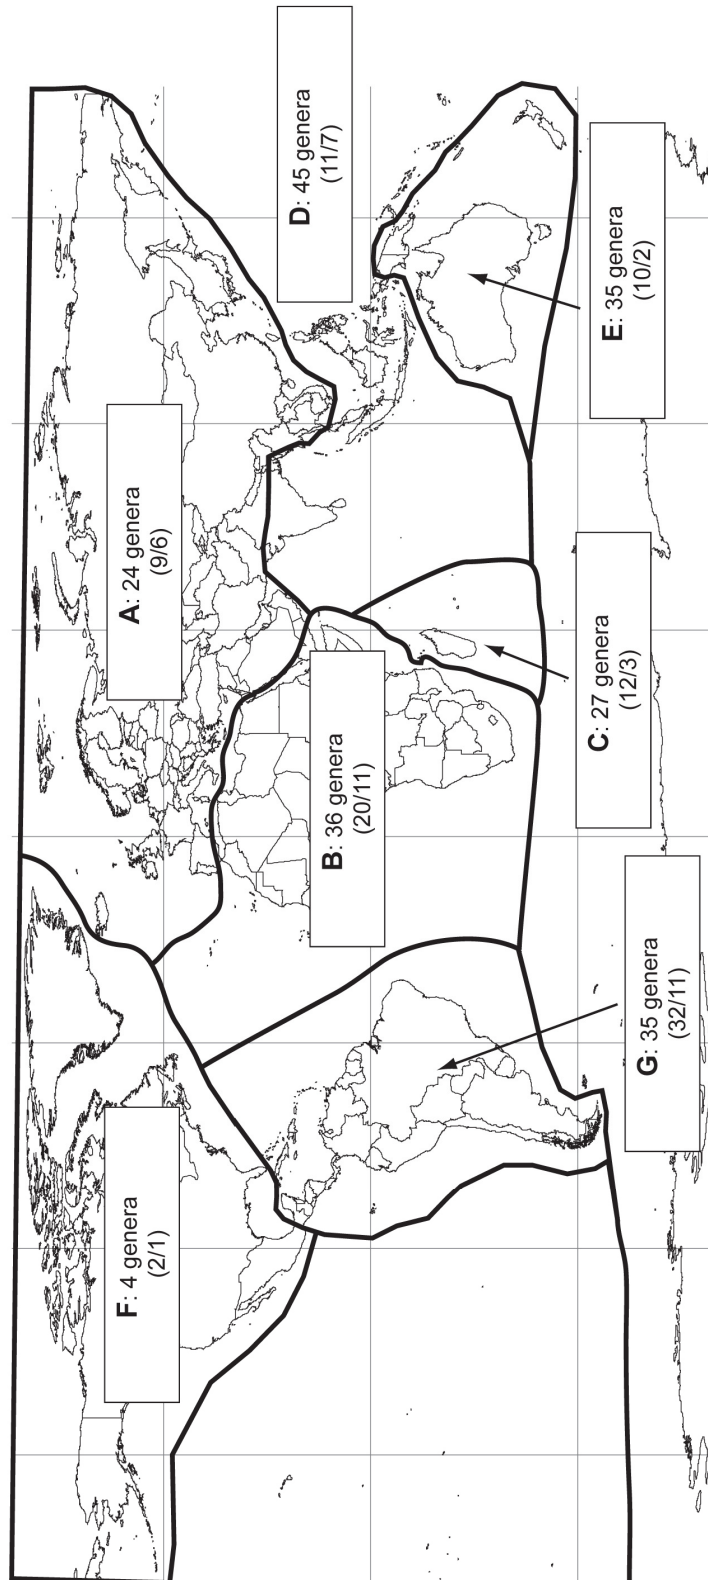 A: 24 genera
(9/6)
B: 36 genera
(20/11)
C: 27 genera
(12/3)
D: 45 genera
(11/7)
E: 35 genera
(10/2)
F: 4 genera
(2/1)
G: 35 genera
(32/11)